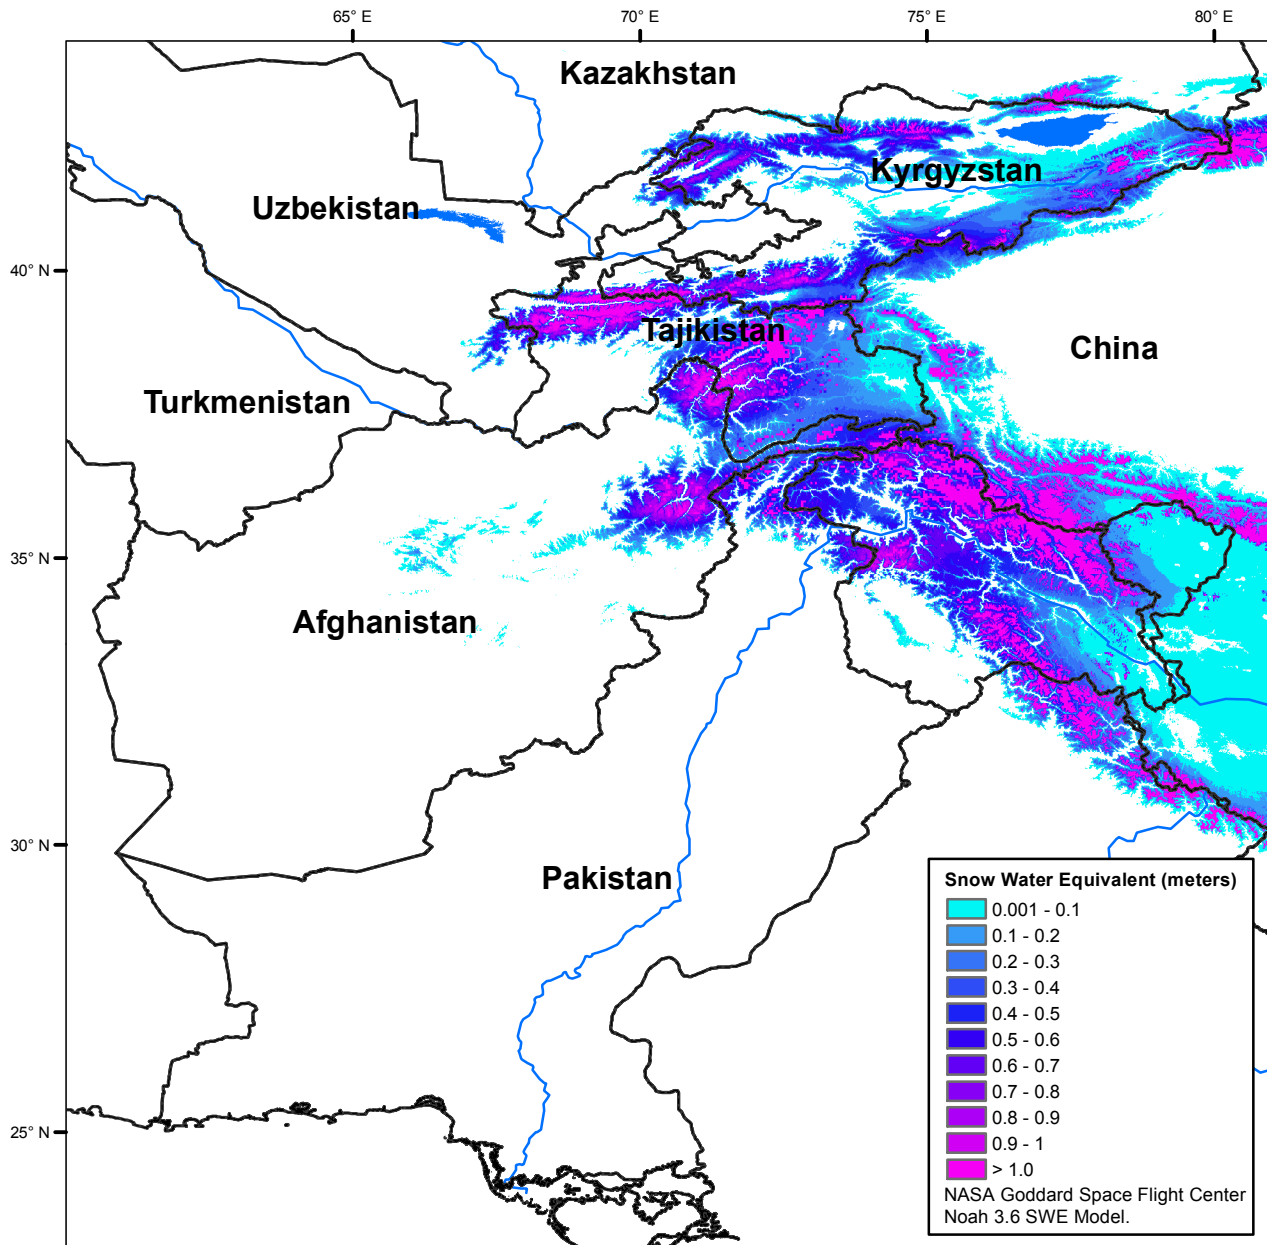 65° E
70° E
75° E
80° E
Kazakhstan
Kyrgyzstan
Uzbekistan
40° N
Tajikistan
China
Turkmenistan
35° N
Afghanistan
30° N
Pakistan
25° N
Snow Water Equivalent (meters)
0.001 - 0.1
0.1 - 0.2
0.2 - 0.3
0.3 - 0.4
0.4 - 0.5
0.5 - 0.6
0.6 - 0.7
0.7 - 0.8
0.8 - 0.9
0.9 - 1
> 1.0
NASA Goddard Space Flight Center
Noah 3.6 SWE Model.